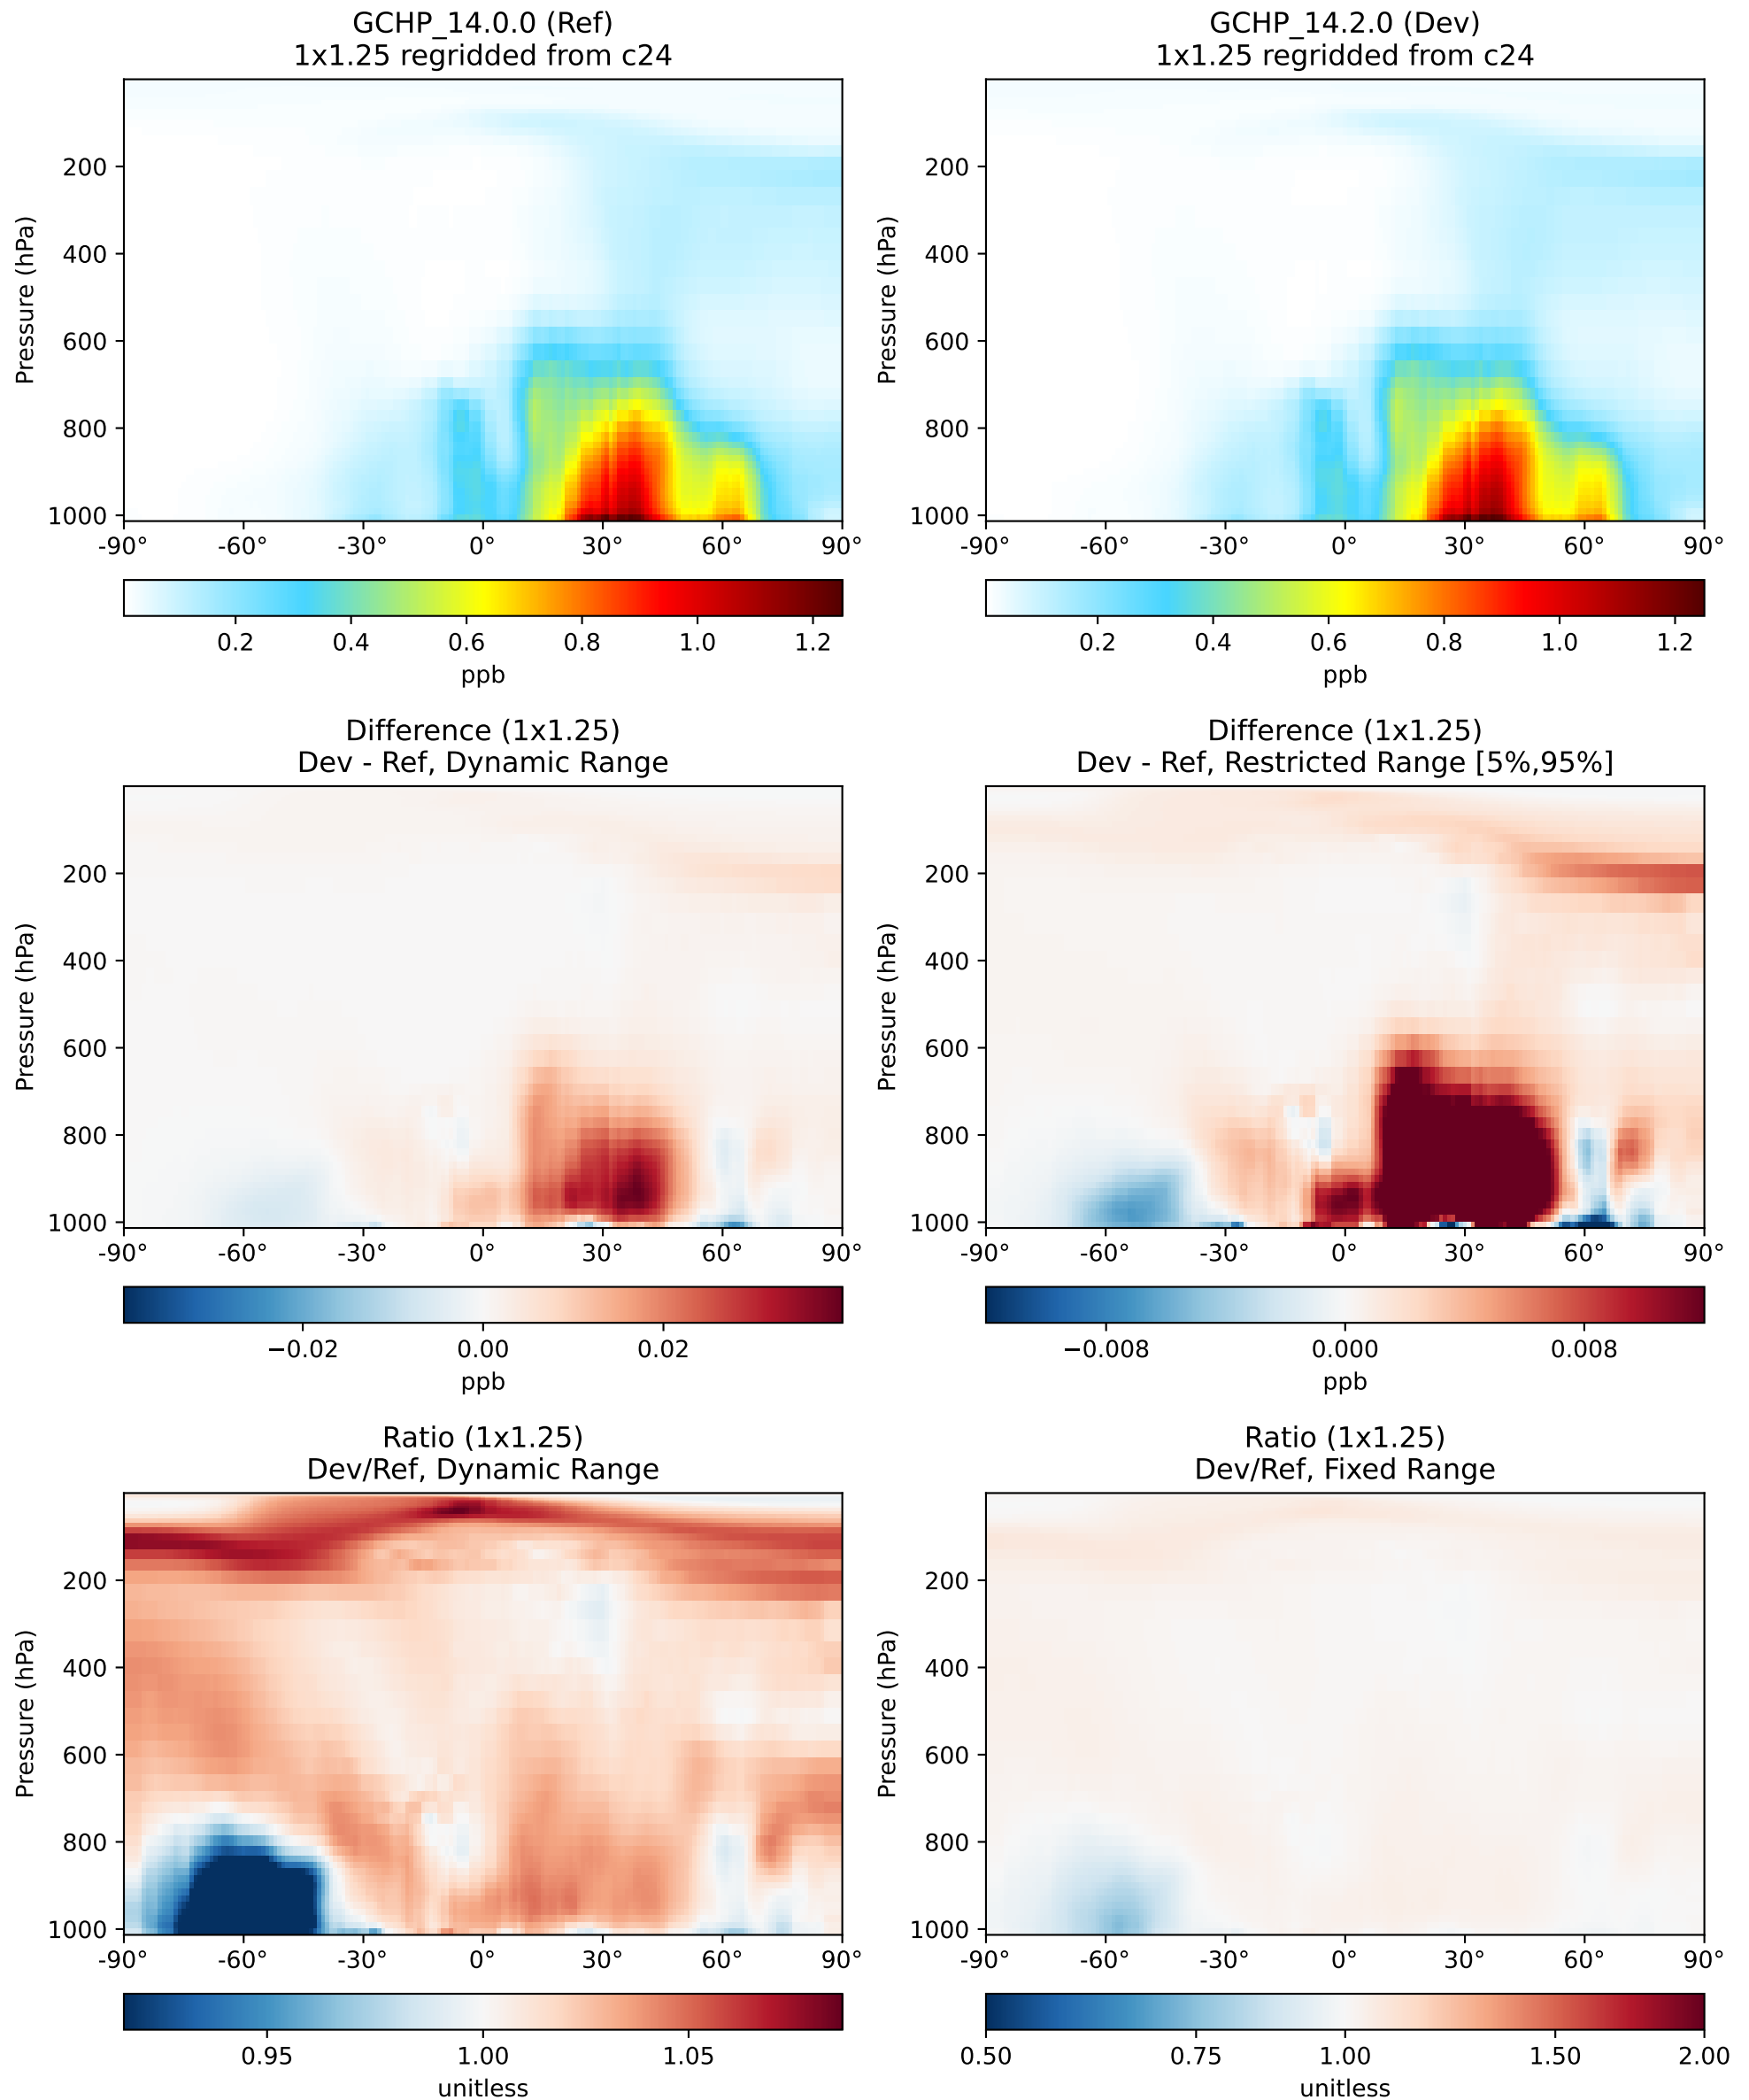 GCHP_14.0.0 (Ref)
1x1.25 regridded from c24
Pressure (hPa)
200
400
600
800
1000
-90° -60° -30° 0° 30° 60° 90°
0.2 0.4 0.6 0.8 1.0 1.2
ppb
GCHP_14.2.0 (Dev)
1x1.25 regridded from c24
Pressure (hPa)
200
400
600
800
1000
-90° -60° -30° 0° 30° 60° 90°
0.2 0.4 0.6 0.8 1.0 1.2
ppb
Difference (1x1.25)
Dev - Ref, Dynamic Range
Pressure (hPa)
200
400
600
800
1000
-90° -60° -30° 0° 30° 60° 90°
−0.02 0.00 0.02
ppb
Difference (1x1.25)
Dev - Ref, Restricted Range [5%,95%]
Pressure (hPa)
200
400
600
800
1000
-90° -60° -30° 0° 30° 60° 90°
−0.008 0.000 0.008
ppb
Ratio (1x1.25)
Dev/Ref, Dynamic Range
Pressure (hPa)
200
400
600
800
1000
-90° -60° -30° 0° 30° 60° 90°
0.95 1.00 1.05
unitless
Ratio (1x1.25)
Dev/Ref, Fixed Range
Pressure (hPa)
200
400
600
800
1000
-90° -60° -30° 0° 30° 60° 90°
0.50 0.75 1.00 1.50 2.00
unitless